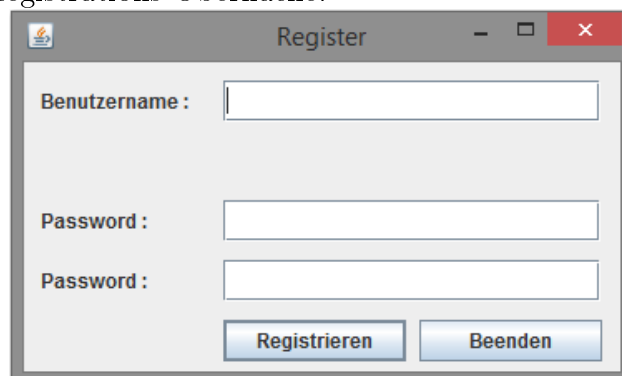 Register
Benutzername :
Password :
Password :
Registrieren Beenden